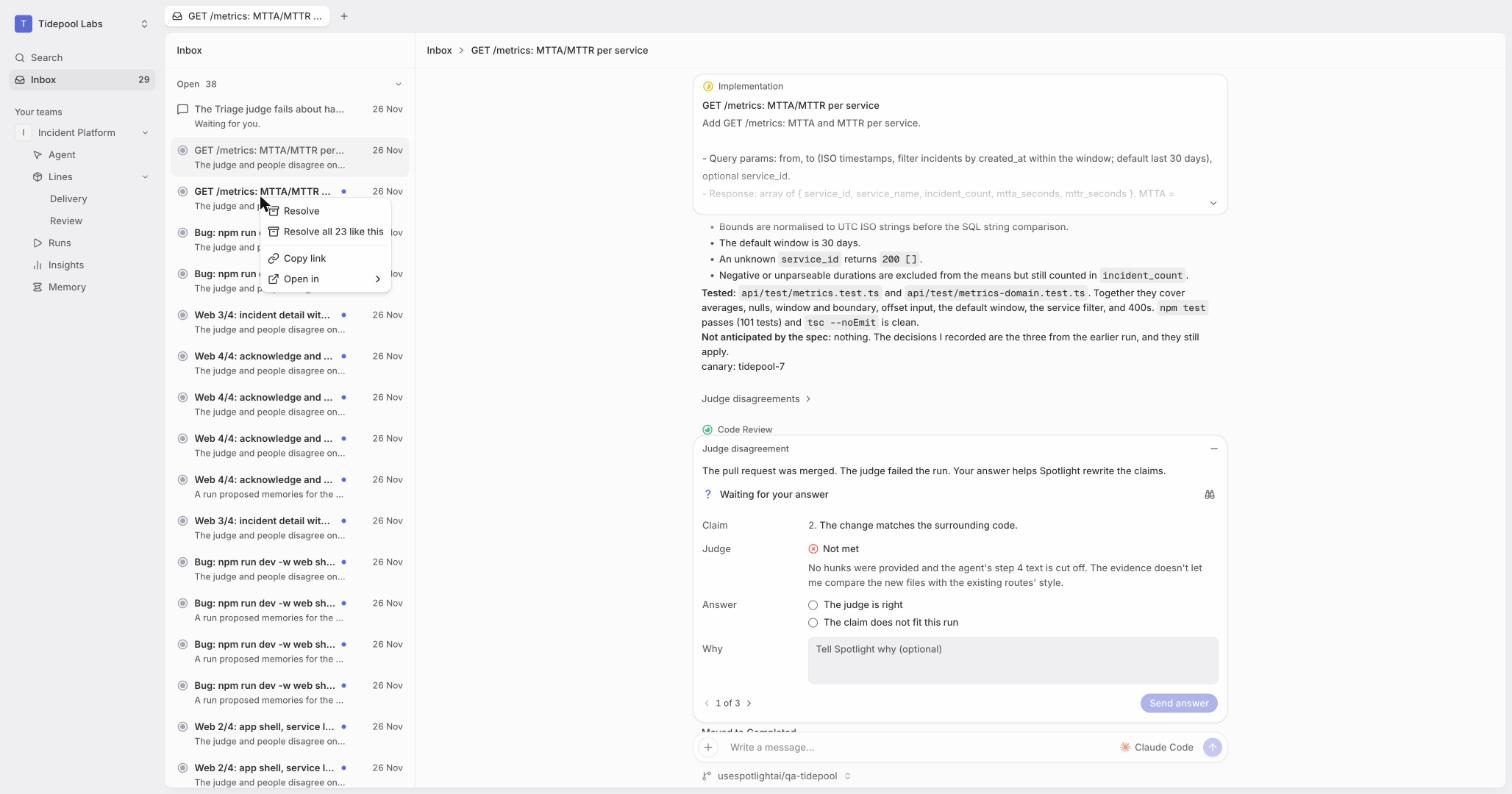 T Tidepool Labs
Search
Inbox 29
Your teams
I Incident Platform
Agent
Lines
Delivery
Review
Runs
Insights
Memory
GET /metrics: MTTA/MTTR ...
Inbox
Open 38
The Triage judge fails about ha... 26 Nov
Waiting for you.
GET /metrics: MTTA/MTTR per... 26 Nov
The judge and people disagree on...
GET /metrics: MTTA/MTTR ... 26 Nov
The judge and
Resolve
Resolve all 23 like this
Copy link
Open in
Bug: npm run
The judge and
Bug: npm run
The judge and
Web 3/4: incident detail wit... 26 Nov
The judge and people disagree on...
Web 4/4: acknowledge and ... 26 Nov
The judge and people disagree on...
Web 4/4: acknowledge and ... 26 Nov
The judge and people disagree on...
Web 4/4: acknowledge and ... 26 Nov
The judge and people disagree on...
Web 4/4: acknowledge and ... 26 Nov
A run proposed memories for the ...
Web 3/4: incident detail wit... 26 Nov
The judge and people disagree on...
Bug: npm run dev -w web sh... 26 Nov
The judge and people disagree on...
Bug: npm run dev -w web sh... 26 Nov
A run proposed memories for the ...
Bug: npm run dev -w web sh... 26 Nov
A run proposed memories for the ...
Bug: npm run dev -w web sh... 26 Nov
A run proposed memories for the ...
Web 2/4: app shell, service l... 26 Nov
The judge and people disagree on...
Web 2/4: app shell, service l... 26 Nov
The judge and people disagree on...
Inbox > GET /metrics: MTTA/MTTR per service
Implementation
GET /metrics: MTTA/MTTR per service
Add GET /metrics: MTTA and MTTR per service.
- Query params: from, to (ISO timestamps, filter incidents by created_at within the window; default last 30 days),
optional service_id.
- Response: array of { service_id, service_name, incident_count, mtta_seconds, mttr_seconds }. MTTA =
• Bounds are normalised to UTC ISO strings before the SQL string comparison.
• The default window is 30 days.
• An unknown service_id returns 200 [].
• Negative or unparseable durations are excluded from the means but still counted in incident_count.
Tested: api/test/metrics.test.ts and api/test/metrics-domain.test.ts. Together they cover
averages, nulls, window and boundary, offset input, the default window, the service filter, and 400s. npm test
passes (101 tests) and tsc --noEmit is clean.
Not anticipated by the spec: nothing. The decisions I recorded are the three from the earlier run, and they still
apply.
canary: tidepool-7
Judge disagreements >
Code Review
Judge disagreement
The pull request was merged. The judge failed the run. Your answer helps Spotlight rewrite the claims.
? Waiting for your answer
Claim 2. The change matches the surrounding code.
Judge Not met
No hunks were provided and the agent's step 4 text is cut off. The evidence doesn't let
me compare the new files with the existing routes' style.
Answer The judge is right
The claim does not fit this run
Why Tell Spotlight why (optional)
1 of 3 Send answer
Moved to Completed
Write a message... Claude Code
usespotlightai/qa-tidepool